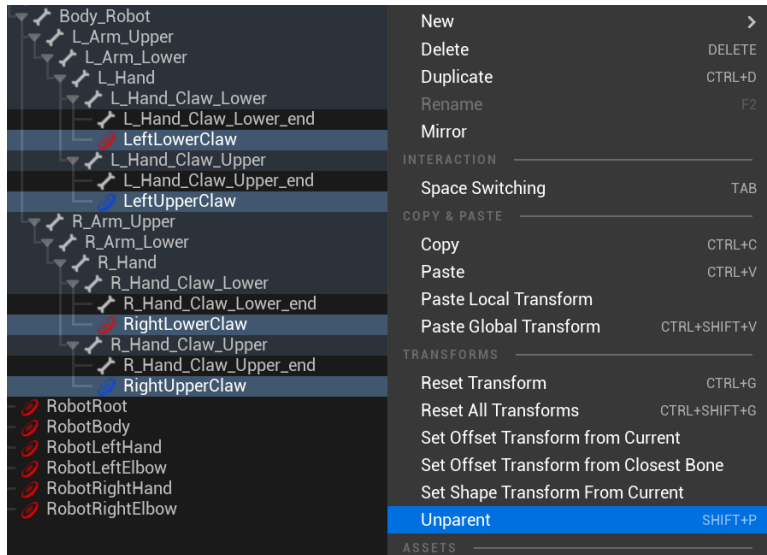 Body_Robot
L_Arm_Upper
L_Arm_Lower
L_Hand
L_Hand_Claw_Lower
L_Hand_Claw_Lower_end
LeftLowerClaw
L_Hand_Claw_Upper
L_Hand_Claw_Upper_end
LeftUpperClaw
R_Arm_Upper
R_Arm_Lower
R_Hand
R_Hand_Claw_Lower
R_Hand_Claw_Lower_end
RightLowerClaw
R_Hand_Claw_Upper
R_Hand_Claw_Upper_end
RightUpperClaw
RobotRoot
RobotBody
RobotLeftHand
RobotLeftElbow
RobotRightHand
RobotRightElbow
New
Delete DELETE
Duplicate CTRL+D
Rename F2
Mirror
INTERACTION
Space Switching TAB
COPY & PASTE
Copy CTRL+C
Paste CTRL+V
Paste Local Transform
Paste Global Transform CTRL+SHIFT+V
TRANSFORMS
Reset Transform CTRL+G
Reset All Transforms CTRL+SHIFT+G
Set Offset Transform from Current
Set Offset Transform from Closest Bone
Set Shape Transform From Current
Unparent SHIFT+P
ASSETS